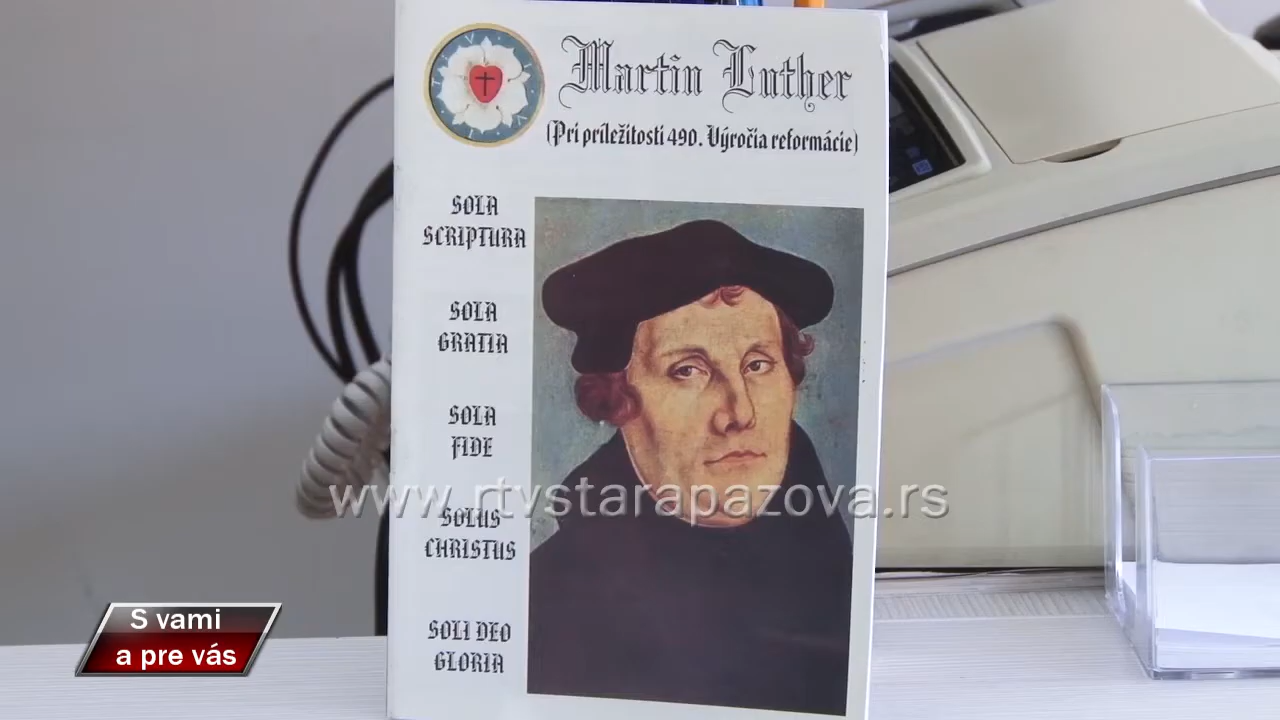 Martin Luther
(Pri príležitosti 490. Výročia reformácie)
SOLA
SCRIPTURA
SOLA
GRATIA
SOLA
FIDE
SOLUS
CHRISTUS
SOLI DEO
GLORIA
www.rtvstarapazova.rs
S vami
a pre vás